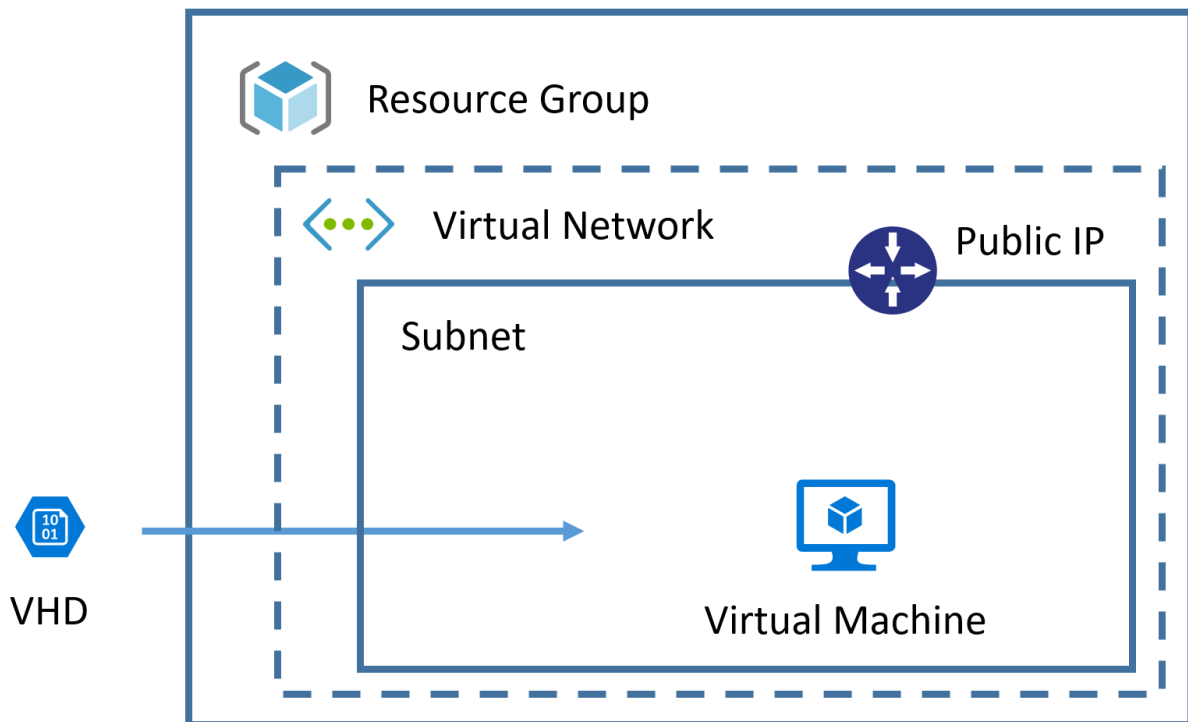 Resource Group
Virtual Network
Public IP
Subnet
10
01
VHD
Virtual Machine